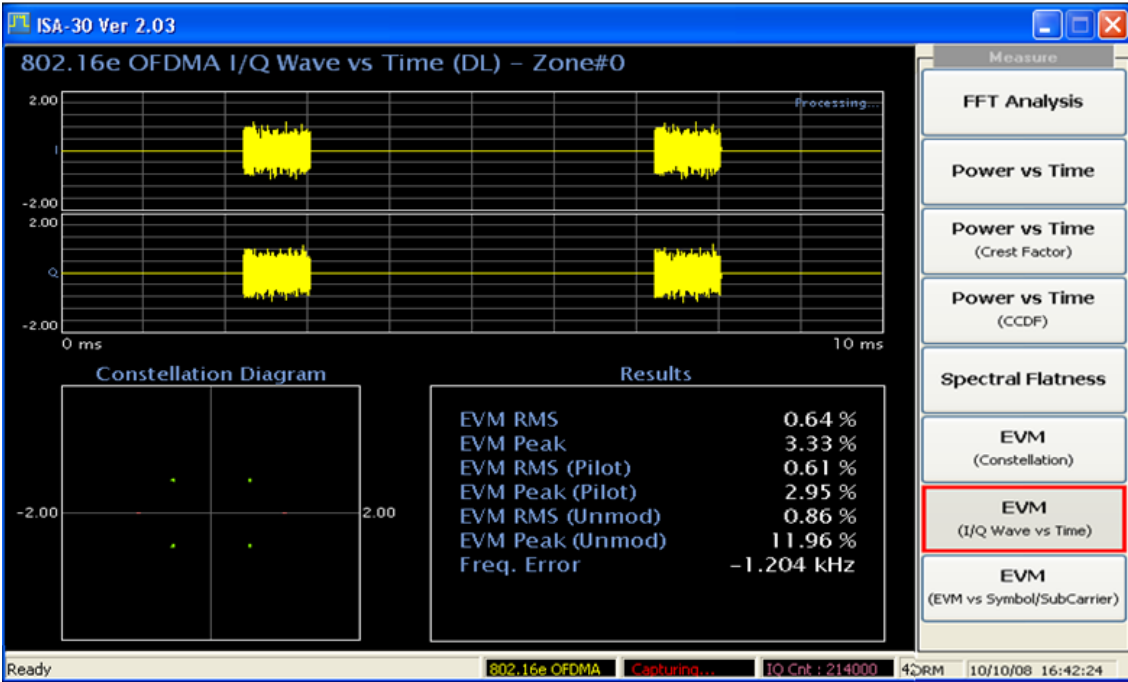 ISA-30 Ver 2.03
802.16e OFDMA I/Q Wave vs Time (DL) – Zone#0
2.00
Processing...
I
-2.00
2.00
Q
-2.00
0 ms
10 ms
Constellation Diagram
-2.00
2.00
Results
EVM RMS 0.64 %
EVM Peak 3.33 %
EVM RMS (Pilot) 0.61 %
EVM Peak (Pilot) 2.95 %
EVM RMS (Unmod) 0.86 %
EVM Peak (Unmod) 11.96 %
Freq. Error -1.204 kHz
Measure
FFT Analysis
Power vs Time
Power vs Time
(Crest Factor)
Power vs Time
(CCDF)
Spectral Flatness
EVM
(Constellation)
EVM
(I/Q Wave vs Time)
EVM
(EVM vs Symbol/SubCarrier)
Ready
802.16e OFDMA
Capturing...
IQ Cnt : 214000
10/10/08 16:42:24